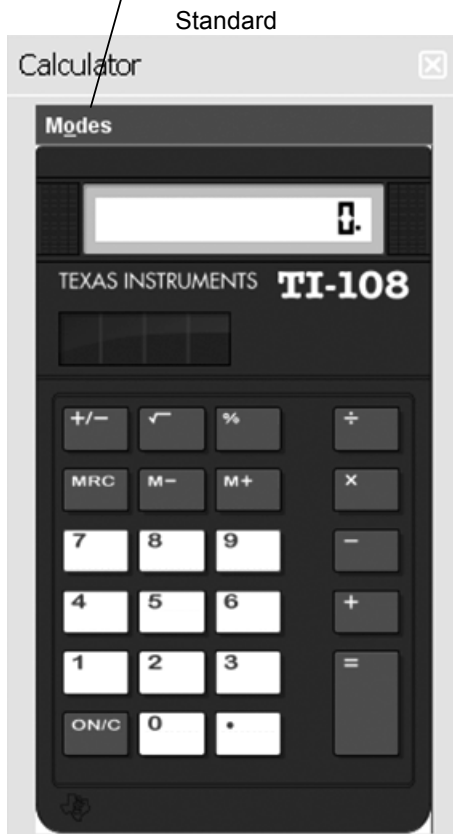 Standard
Calculator
Modes
0.
TEXAS INSTRUMENTS TI-108
+/− √ % ÷
MRC M− M+ ×
7 8 9 −
4 5 6 +
1 2 3 =
ON/C 0 .